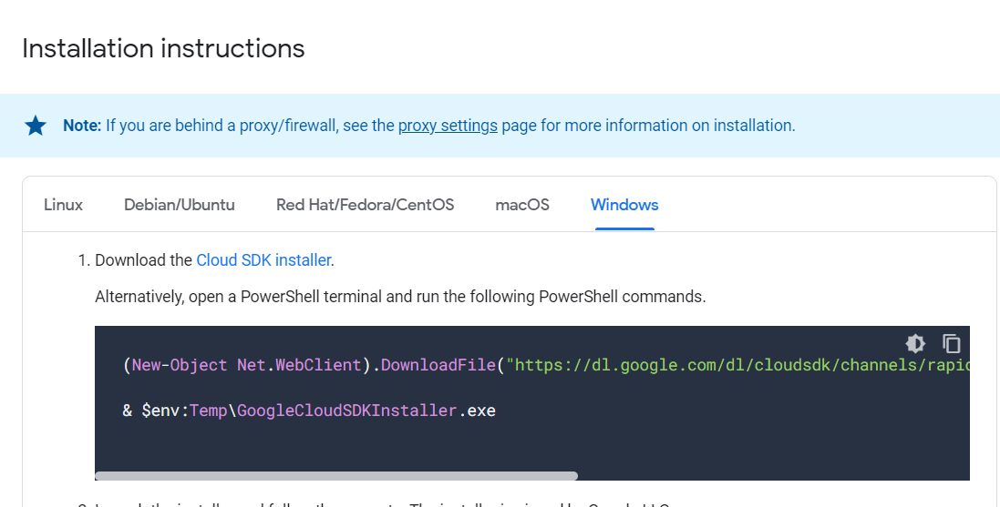 Installation instructions
Note: If you are behind a proxy/firewall, see the proxy settings page for more information on installation.
Linux Debian/Ubuntu Red Hat/Fedora/CentOS macOS Windows
1. Download the Cloud SDK installer.
Alternatively, open a PowerShell terminal and run the following PowerShell commands.
(New-Object Net.WebClient).DownloadFile("https://dl.google.com/dl/cloudsdk/channels/rapid
& $env:Temp\GoogleCloudSDKInstaller.exe